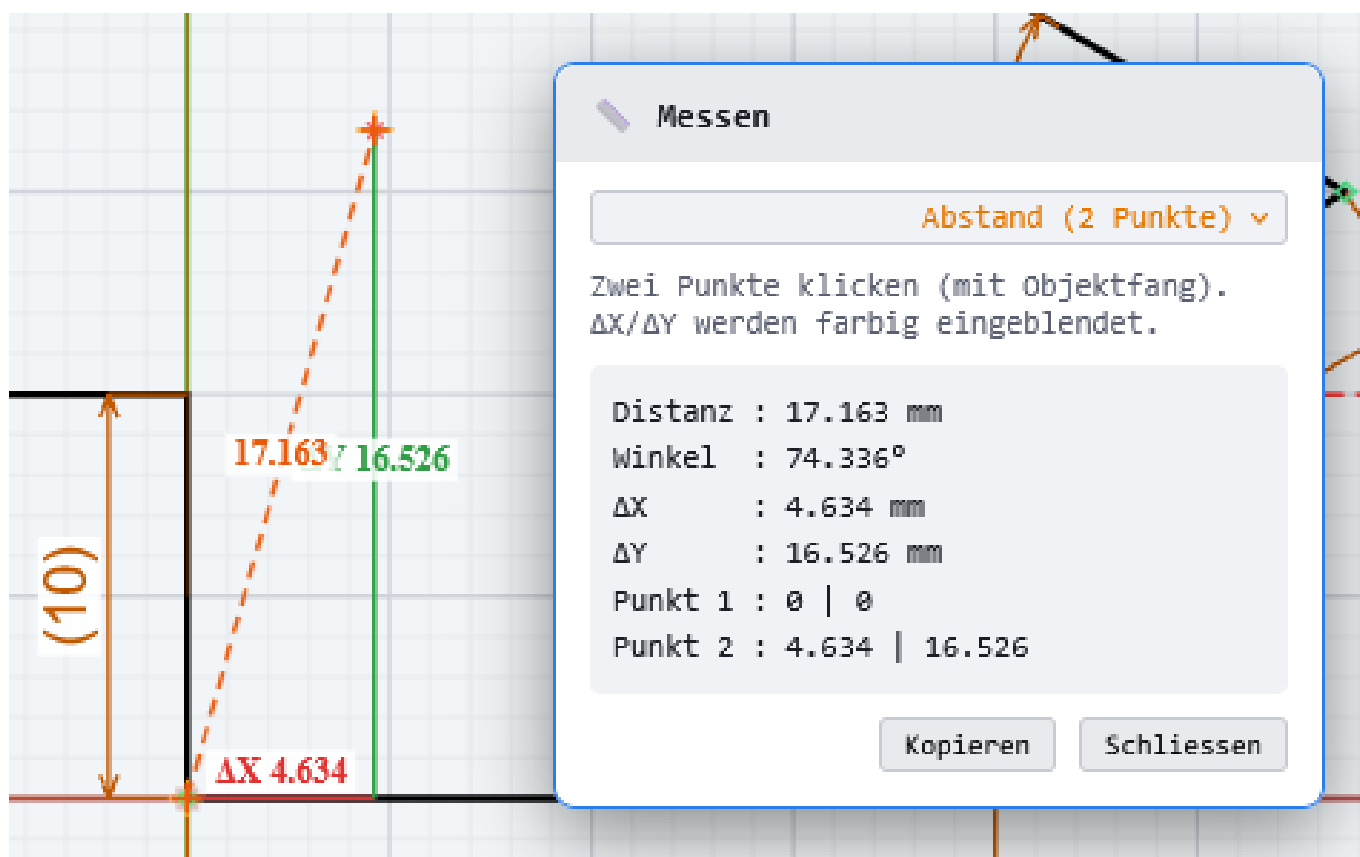 Messen
Abstand (2 Punkte)
Zwei Punkte klicken (mit Objektfang).
ΔX/ΔY werden farbig eingeblendet.
17.163
Y 16.526
Distanz : 17.163 mm
Winkel : 74.336°
ΔX : 4.634 mm
ΔY : 16.526 mm
Punkt 1 : 0 | 0
Punkt 2 : 4.634 | 16.526
(10)
ΔX 4.634
Kopieren
Schliessen